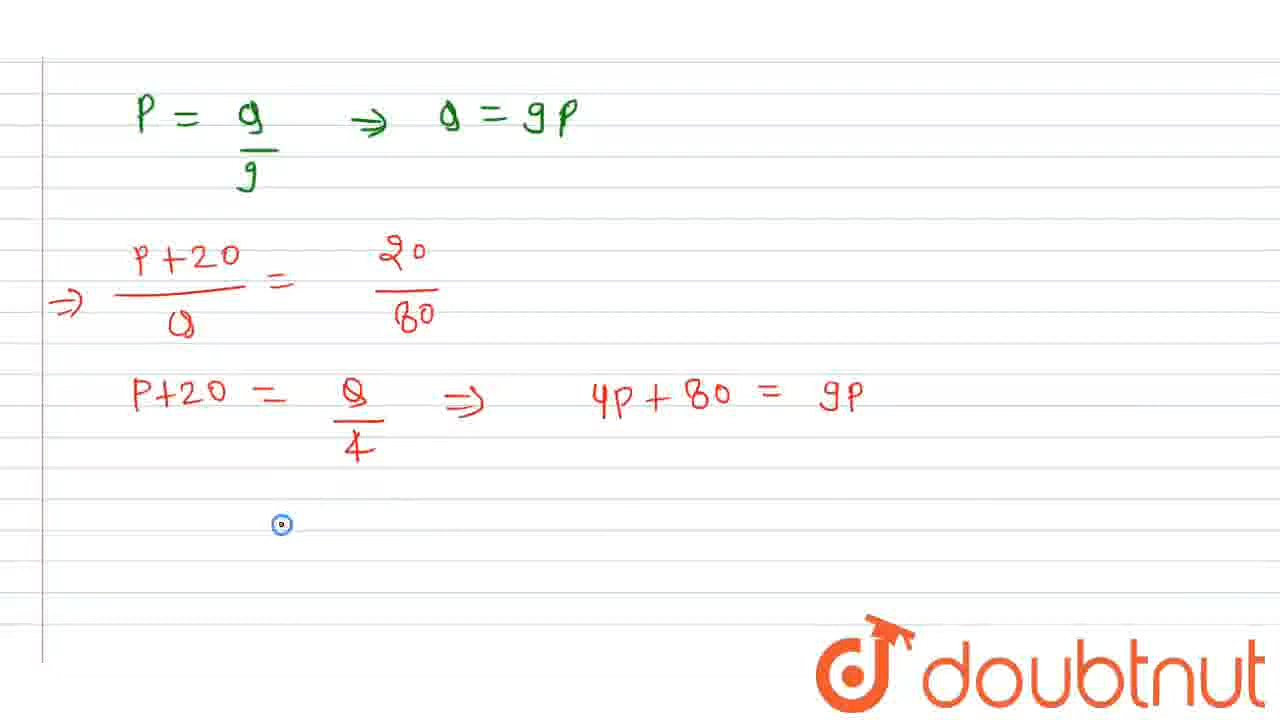 P = Q/9 ⇒ Q = 9P
⇒ P+20/Q = 20/80
P+20 = Q/4 ⇒ 4P + 80 = 9P
doubtnut